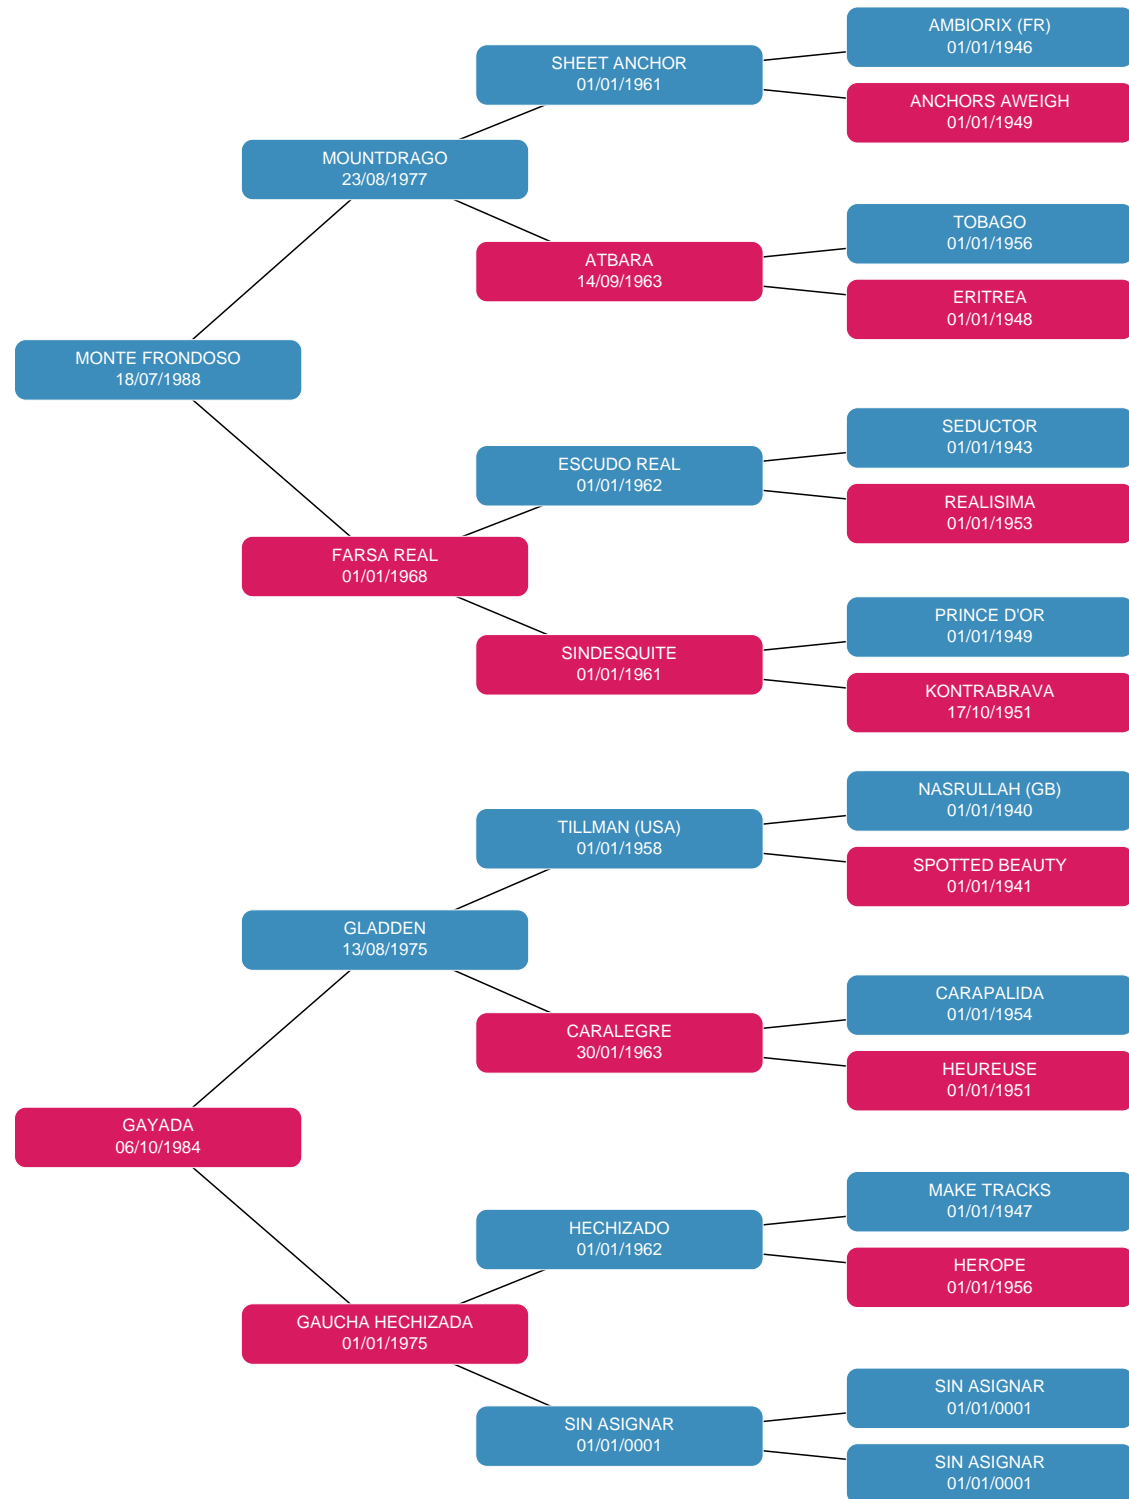 AMBIORIX (FR)
01/01/1946
SHEET ANCHOR
01/01/1961
ANCHORS AWEIGH
01/01/1949
MOUNTDRAGO
23/08/1977
TOBAGO
01/01/1956
ATBARA
14/09/1963
ERITREA
01/01/1948
MONTE FRONDOSO
18/07/1988
SEDUCTOR
01/01/1943
ESCUDO REAL
01/01/1962
REALISIMA
01/01/1953
FARSA REAL
01/01/1968
PRINCE D'OR
01/01/1949
SINDESQUITE
01/01/1961
KONTRABRAVA
17/10/1951
NASRULLAH (GB)
01/01/1940
TILLMAN (USA)
01/01/1958
SPOTTED BEAUTY
01/01/1941
GLADDEN
13/08/1975
CARAPALIDA
01/01/1954
CARALEGRE
30/01/1963
HEUREUSE
01/01/1951
GAYADA
06/10/1984
MAKE TRACKS
01/01/1947
HECHIZADO
01/01/1962
HEROPE
01/01/1956
GAUCHA HECHIZADA
01/01/1975
SIN ASIGNAR
01/01/0001
SIN ASIGNAR
01/01/0001
SIN ASIGNAR
01/01/0001